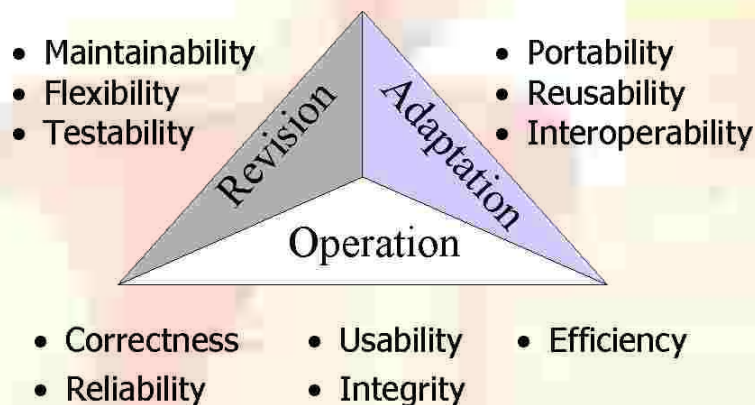 • Maintainability
• Flexibility
• Testability
• Portability
• Reusability
• Interoperability
Revision
Adaptation
Operation
• Correctness • Usability • Efficiency
• Reliability • Integrity